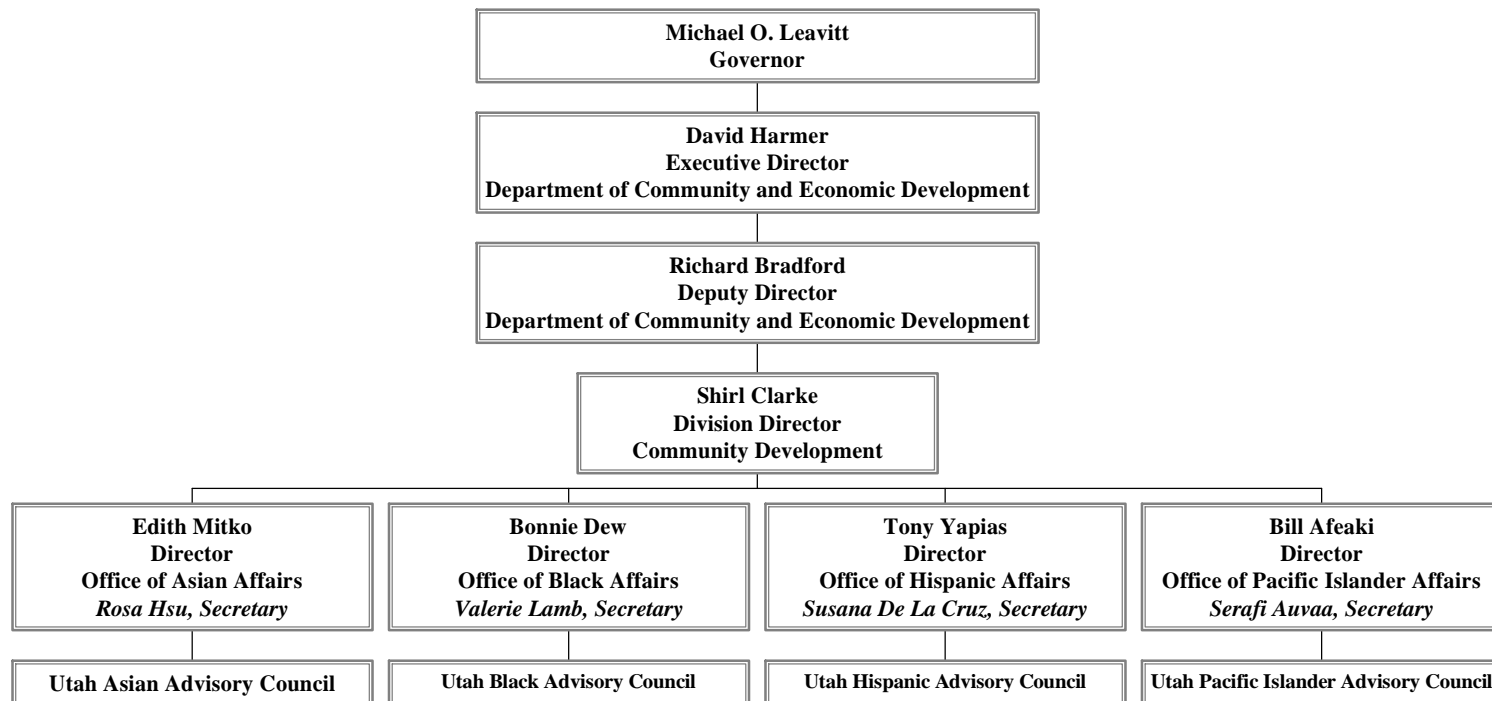 Michael O. Leavitt
Governor
David Harmer
Executive Director
Department of Community and Economic Development
Richard Bradford
Deputy Director
Department of Community and Economic Development
Shirl Clarke
Division Director
Community Development
Edith Mitko
Director
Office of Asian Affairs
Rosa Hsu, Secretary
Bonnie Dew
Director
Office of Black Affairs
Valerie Lamb, Secretary
Tony Yapias
Director
Office of Hispanic Affairs
Susana De La Cruz, Secretary
Bill Afeaki
Director
Office of Pacific Islander Affairs
Serafi Auvaa, Secretary
Utah Asian Advisory Council
Utah Black Advisory Council
Utah Hispanic Advisory Council
Utah Pacific Islander Advisory Council